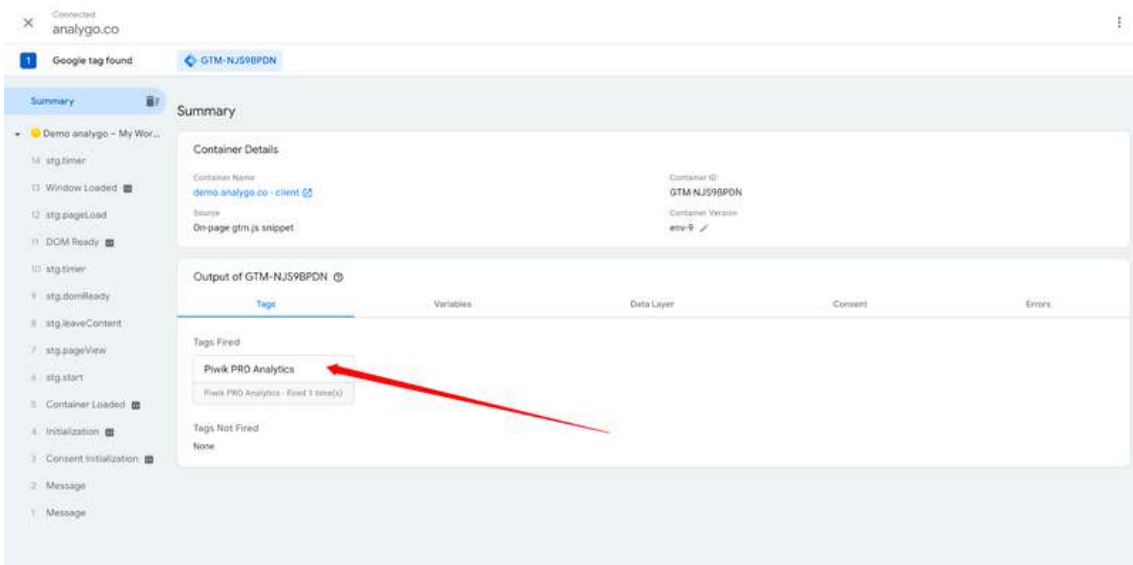 Connected
analygo.co
1 Google tag found GTM-NJS9BPDN
Summary
Demo analygo - My Wor...
14 stg.timer
13 Window Loaded
12 stg.pageLoad
11 DOM Ready
10 stg.timer
9 stg.domReady
8 stg.leaveContent
7 stg.pageView
6 stg.start
5 Container Loaded
4 Initialization
3 Consent Initialization
2 Message
1 Message
Summary
Container Details
Container Name
demo.analygo.co - client
Container ID
GTM-NJS9BPDN
Source
On-page gtm.js snippet
Container Version
env-9
Output of GTM-NJS9BPDN
Tags Variables Data Layer Consent Errors
Tags Fired
Piwik PRO Analytics
Piwik PRO Analytics - Fired 1 time(s)
Tags Not Fired
None